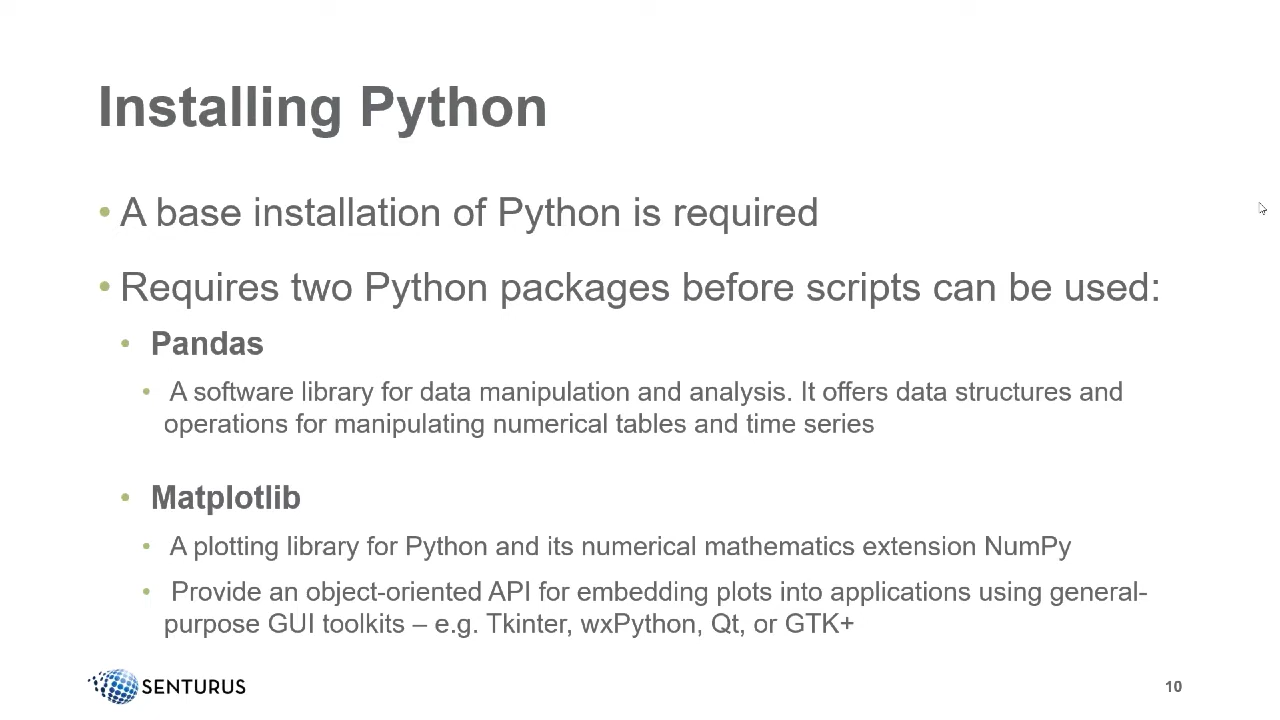 Installing Python
• A base installation of Python is required
• Requires two Python packages before scripts can be used:
• Pandas
• A software library for data manipulation and analysis. It offers data structures and
operations for manipulating numerical tables and time series
• Matplotlib
• A plotting library for Python and its numerical mathematics extension NumPy
• Provide an object-oriented API for embedding plots into applications using general-
purpose GUI toolkits – e.g. Tkinter, wxPython, Qt, or GTK+
SENTURUS
10